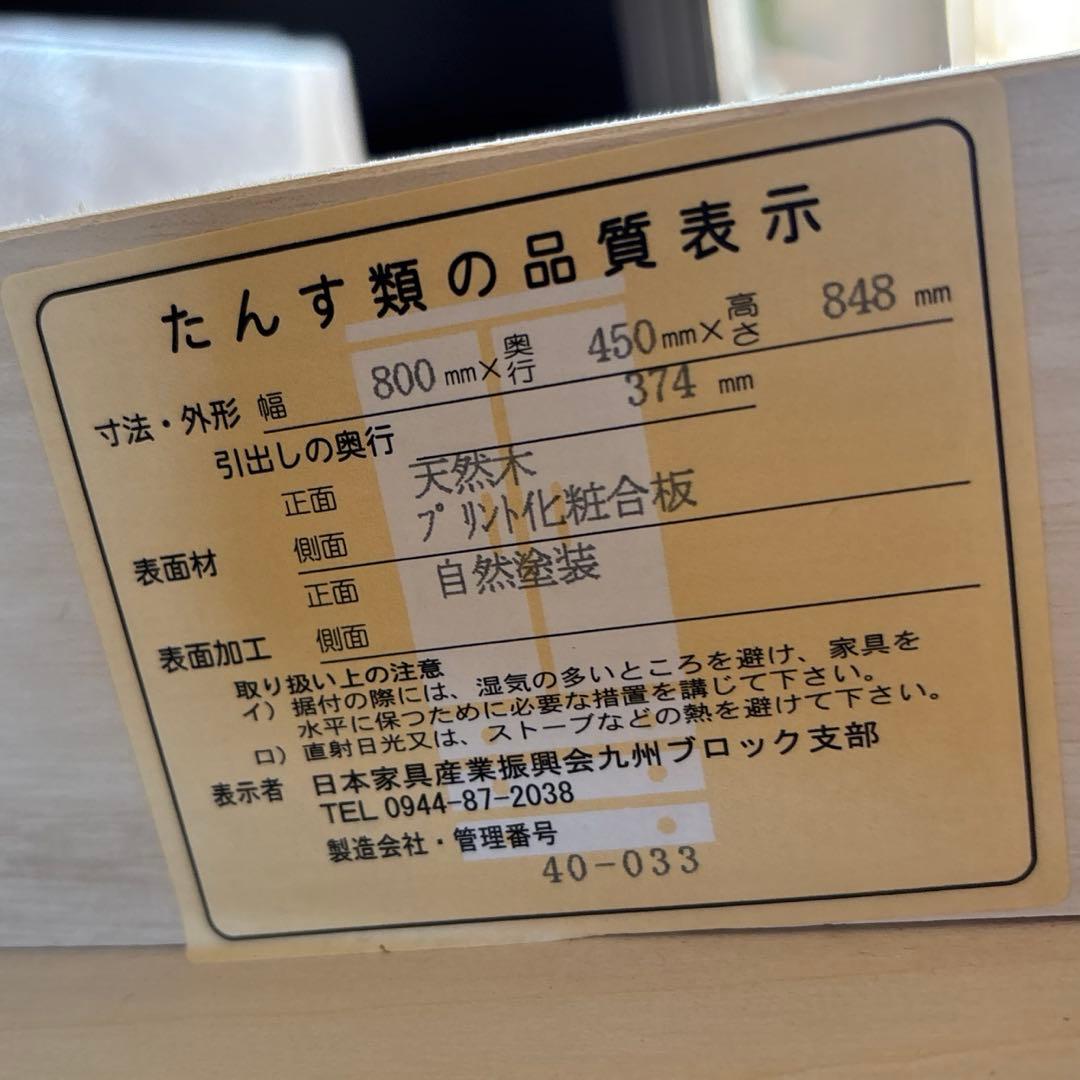 たんす類の品質表示
寸法・外形 幅 800 mm×奥行 450mm×高さ 848 mm
引出しの奥行 374 mm
表面材 正面 天然木
側面 プリント化粧合板
表面加工 正面 自然塗装
側面
取り扱い上の注意
イ) 据付の際には、湿気の多いところを避け、家具を
水平に保つために必要な措置を講じて下さい。
ロ) 直射日光又は、ストーブなどの熱を避けて下さい。
表示者 日本家具産業振興会九州ブロック支部
TEL 0944-87-2038
製造会社・管理番号
40-033